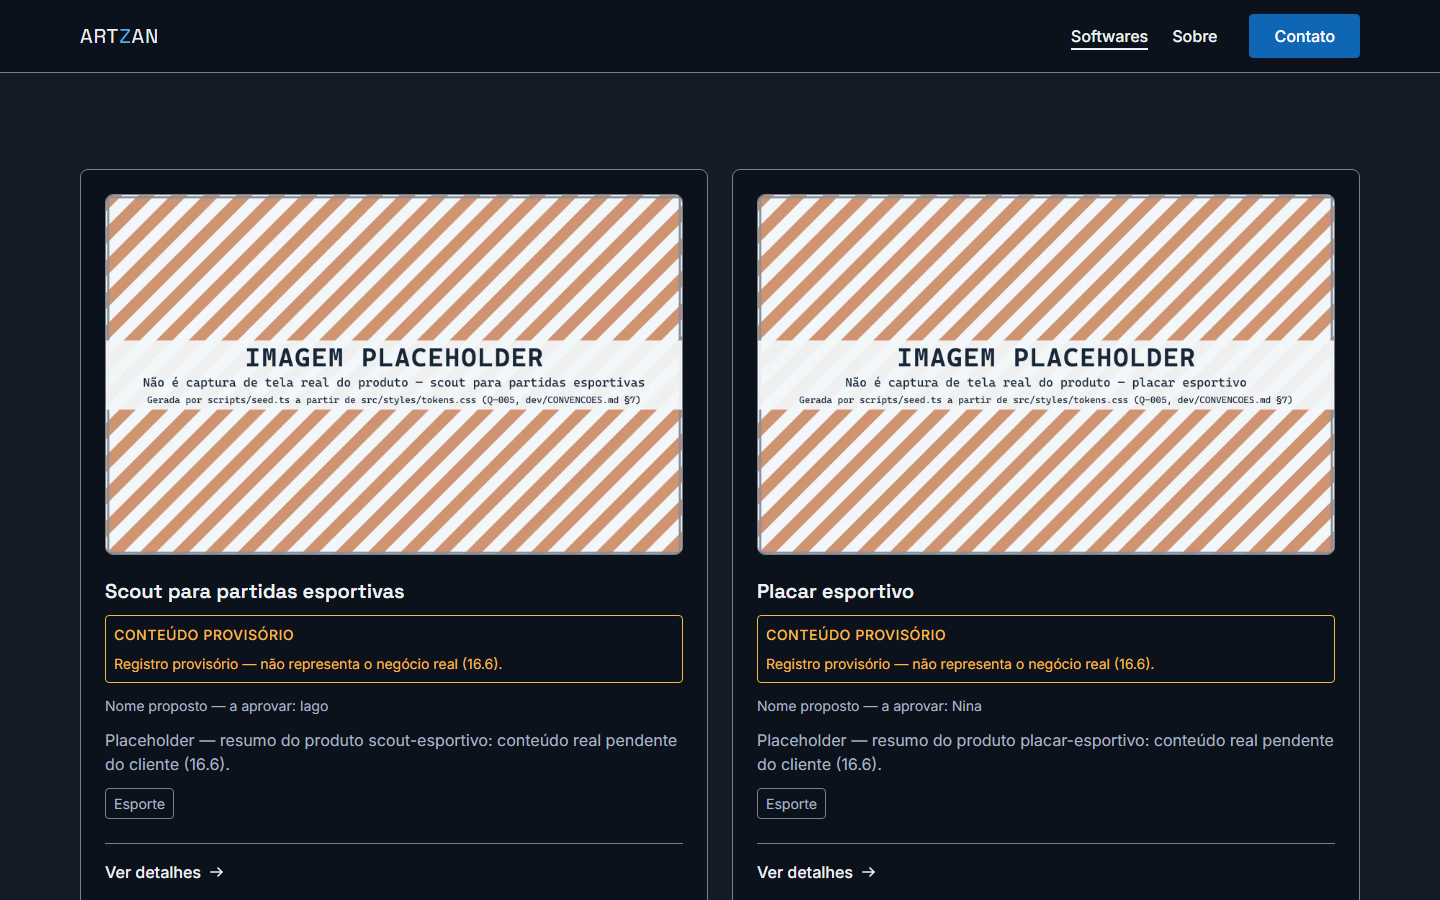 ARTZAN
Softwares Sobre Contato
IMAGEM PLACEHOLDER
Não é captura de tela real do produto — scout para partidas esportivas
Gerada por scripts/seed.ts a partir de src/styles/tokens.css (Q-005, dev/CONVENCOES.md §7)
Scout para partidas esportivas
CONTEÚDO PROVISÓRIO
Registro provisório — não representa o negócio real (16.6).
Nome proposto — a aprovar: Iago
Placeholder — resumo do produto scout-esportivo: conteúdo real pendente
do cliente (16.6).
Esporte
Ver detalhes →
IMAGEM PLACEHOLDER
Não é captura de tela real do produto — placar esportivo
Gerada por scripts/seed.ts a partir de src/styles/tokens.css (Q-005, dev/CONVENCOES.md §7)
Placar esportivo
CONTEÚDO PROVISÓRIO
Registro provisório — não representa o negócio real (16.6).
Nome proposto — a aprovar: Nina
Placeholder — resumo do produto placar-esportivo: conteúdo real pendente
do cliente (16.6).
Esporte
Ver detalhes →